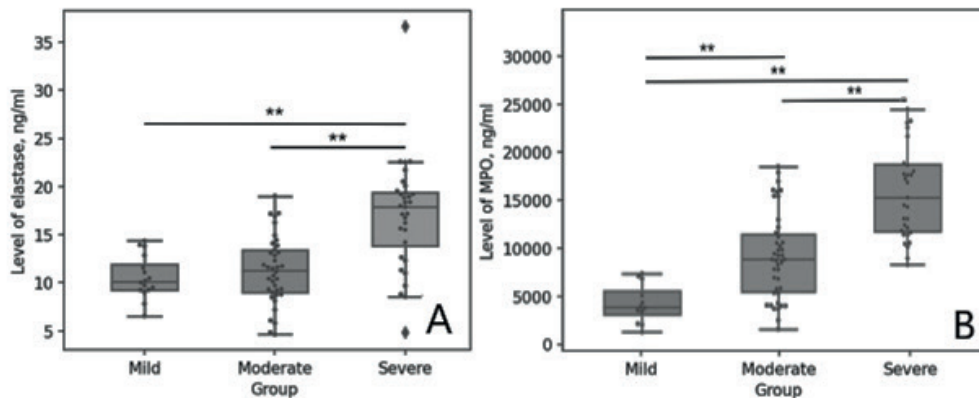 35
30
25
20
15
10
5
Level of elastase, ng/ml
**
**
A
Mild
Moderate
Severe
Group
30000
25000
20000
15000
10000
5000
0
Level of MPO, ng/ml
**
**
**
B
Mild
Moderate
Severe
Group